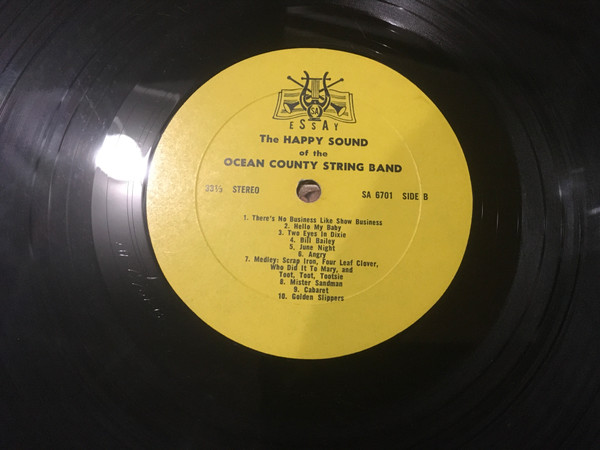 SA
ESSAY
The HAPPY SOUND
of the
OCEAN COUNTY STRING BAND
33⅓ STEREO
SA 6701 SIDE B
1. There's No Business Like Show Business
2. Hello My Baby
3. Two Eyes In Dixie
4. Bill Bailey
5. June Night
6. Angry
7. Medley: Scrap Iron, Four Leaf Clover,
Who Did It To Mary, and
Toot, Toot, Tootsie
8. Mister Sandman
9. Cabaret
10. Golden Slippers